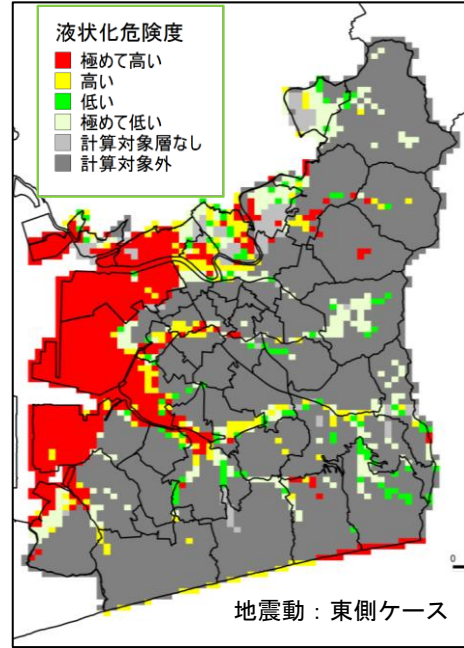 液状化危険度
極めて高い
高い
低い
極めて低い
計算対象層なし
計算対象外
0
地震動：東側ケース